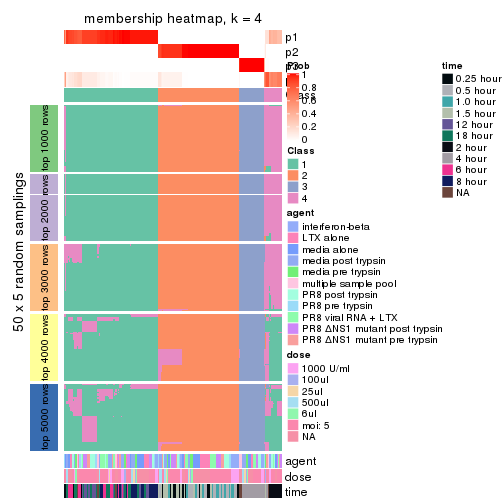 membership heatmap, k = 4
p1
p2
p3
Prob
1
0.8
0.6
0.4
0.2
0
Class
1
2
3
4
agent
interferon-beta
LTX alone
media alone
media post trypsin
media pre trypsin
multiple sample pool
PR8 post trypsin
PR8 pre trypsin
PR8 viral RNA + LTX
PR8 ΔNS1 mutant post trypsin
PR8 ΔNS1 mutant pre trypsin
dose
1000 U/ml
100ul
25ul
500ul
6ul
moi: 5
NA
time
0.25 hour
0.5 hour
1.0 hour
1.5 hour
12 hour
18 hour
2 hour
4 hour
6 hour
8 hour
NA
50 x 5 random samplings
top 1000 rows
top 2000 rows
top 3000 rows
top 4000 rows
top 5000 rows
agent
dose
time